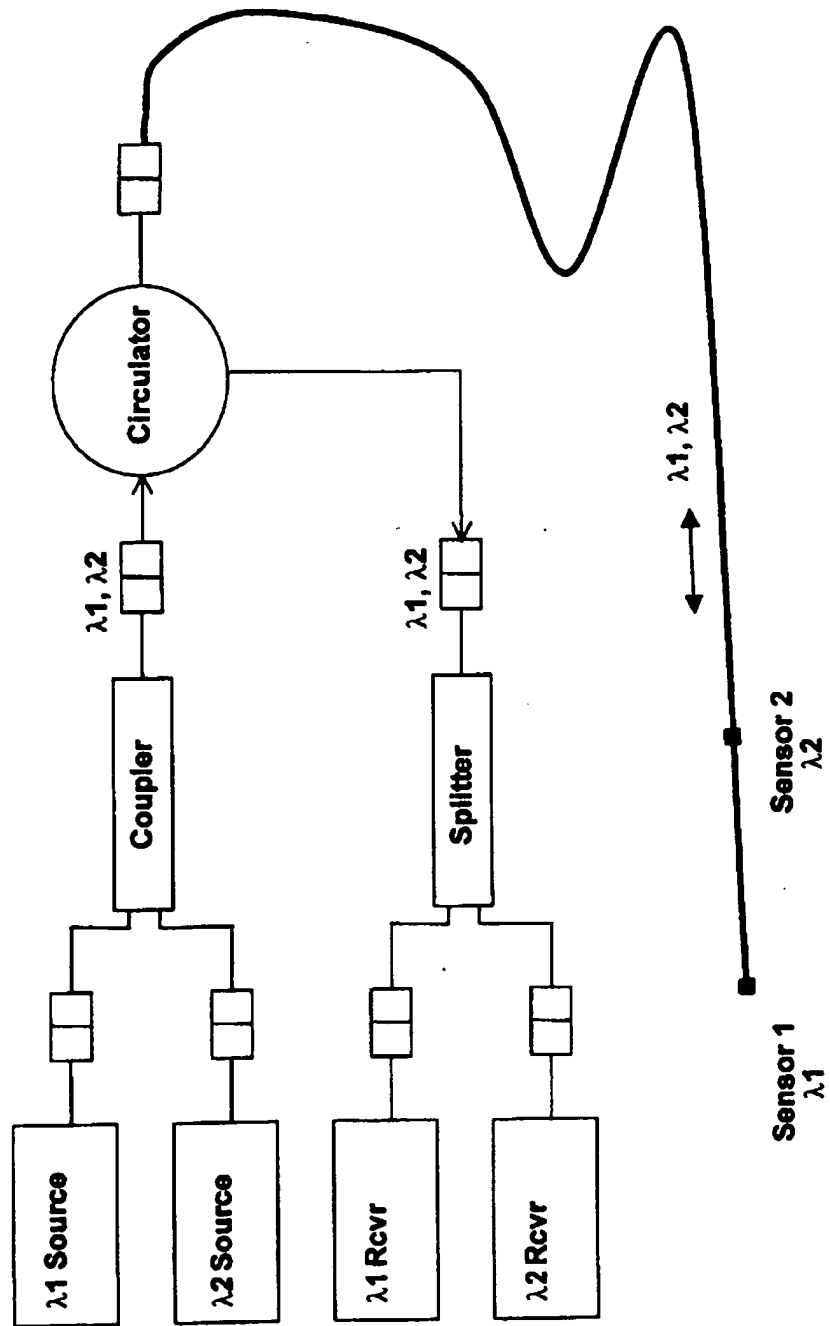 λ1 Source
λ2 Source
λ1 Rcvr
λ2 Rcvr
Coupler
Splitter
λ1, λ2
λ1, λ2
Circulator
λ1, λ2
Sensor 1
λ1
Sensor 2
λ2